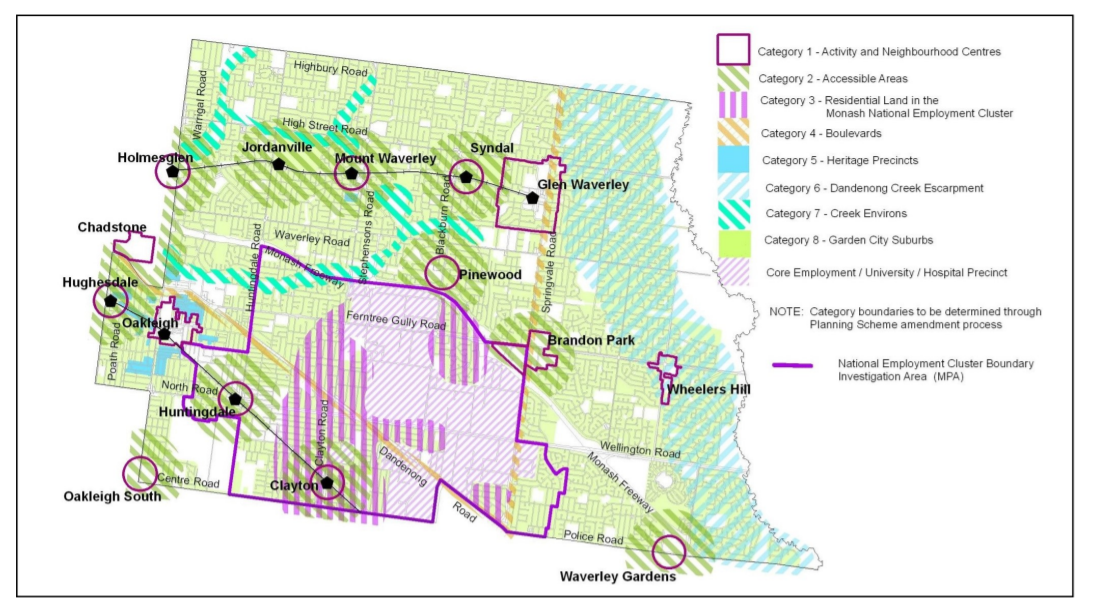 Highbury Road
Warrigal Road
High Street Road
Holmesglen
Jordanville
Mount Waverley
Syndal
Glen Waverley
Blackburn Road
Stephensons Road
Chadstone
Waverley Road
Huntingdale Road
Monash Freeway
Springvale Road
Pinewood
Hughesdale
Oakleigh
Ferntree Gully Road
Brandon Park
Poath Road
Wheelers Hill
North Road
Huntingdale
Clayton Road
Wellington Road
Dandenong
Road
Monash Freeway
Oakleigh South
Centre Road
Clayton
Police Road
Waverley Gardens
Category 1 - Activity and Neighbourhood Centres
Category 2 - Accessible Areas
Category 3 - Residential Land in the
Monash National Employment Cluster
Category 4 - Boulevards
Category 5 - Heritage Precincts
Category 6 - Dandenong Creek Escarpment
Category 7 - Creek Environs
Category 8 - Garden City Suburbs
Core Employment / University / Hospital Precinct
NOTE: Category boundaries to be determined through
Planning Scheme amendment process
National Employment Cluster Boundary
Investigation Area (MPA)